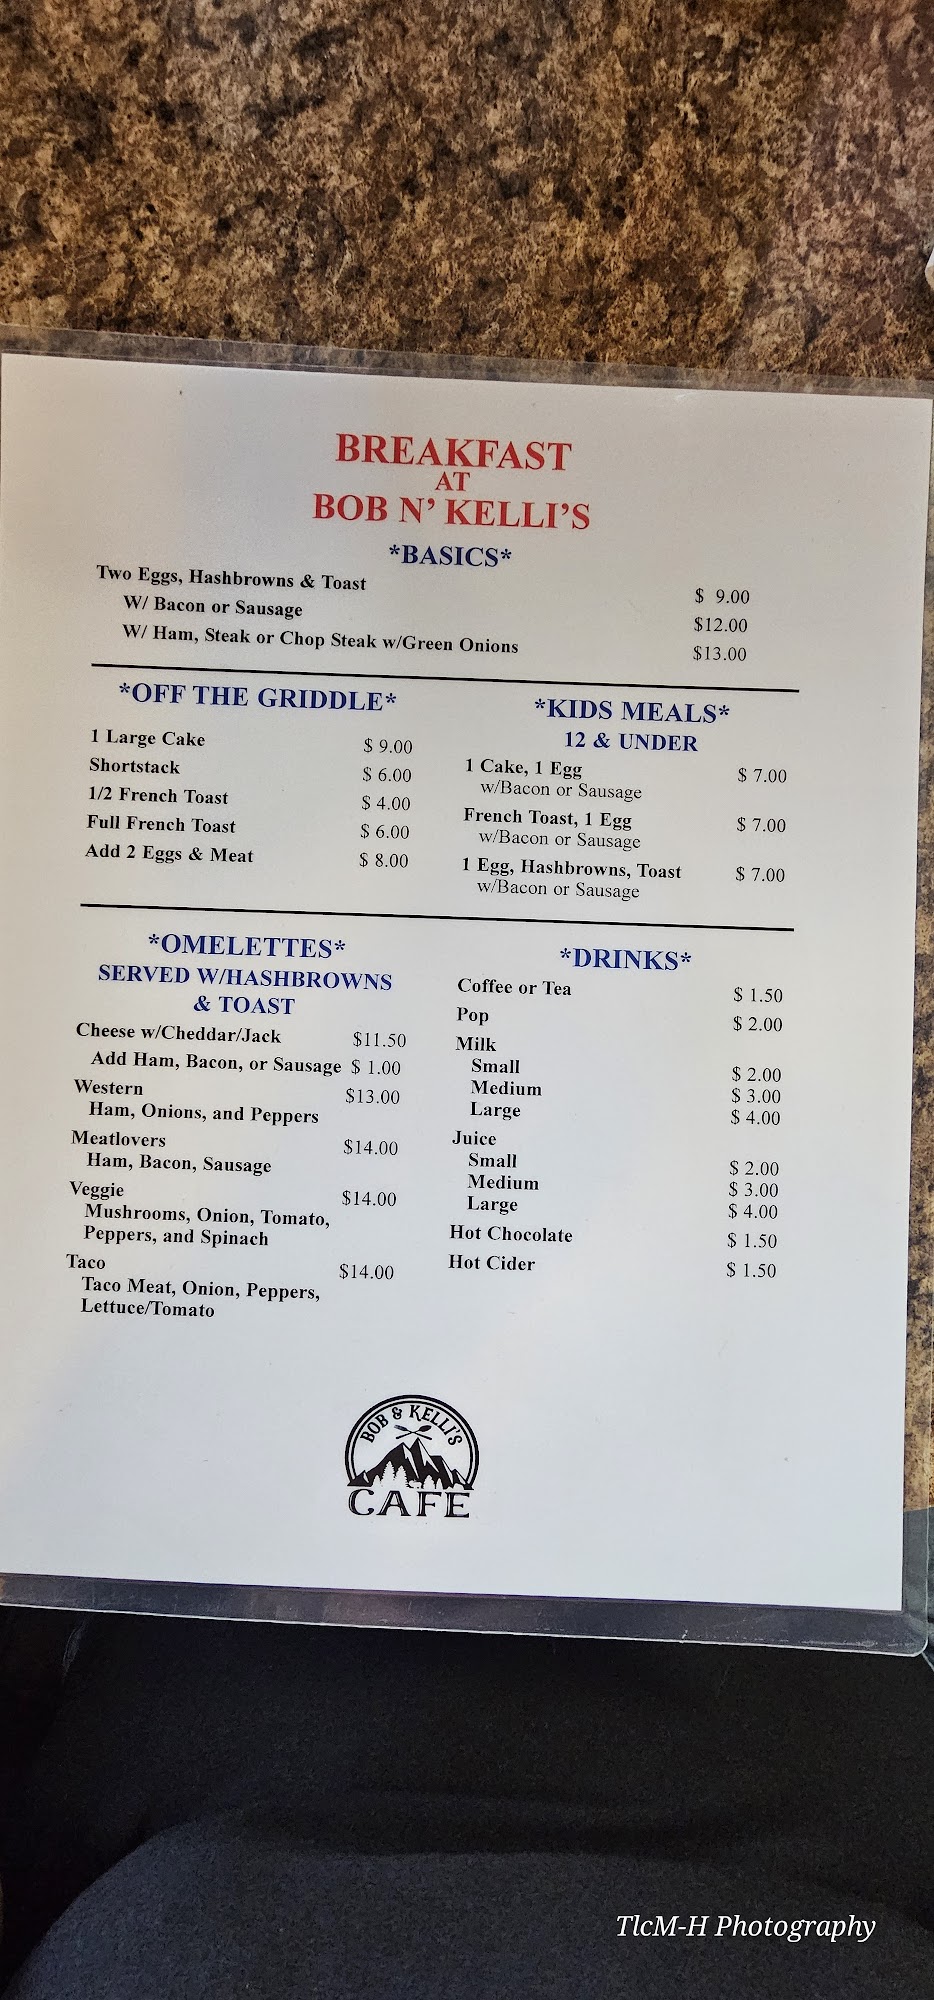 BREAKFAST
AT
BOB N' KELLI'S
*BASICS*
Two Eggs, Hashbrowns & Toast $ 9.00
W/ Bacon or Sausage $12.00
W/ Ham, Steak or Chop Steak w/Green Onions $13.00
*OFF THE GRIDDLE*
1 Large Cake $ 9.00
Shortstack $ 6.00
1/2 French Toast $ 4.00
Full French Toast $ 6.00
Add 2 Eggs & Meat $ 8.00
*KIDS MEALS*
12 & UNDER
1 Cake, 1 Egg $ 7.00
w/Bacon or Sausage
French Toast, 1 Egg $ 7.00
w/Bacon or Sausage
1 Egg, Hashbrowns, Toast $ 7.00
w/Bacon or Sausage
*OMELETTES*
SERVED W/HASHBROWNS
& TOAST
Cheese w/Cheddar/Jack $11.50
Add Ham, Bacon, or Sausage $ 1.00
Western $13.00
Ham, Onions, and Peppers
Meatlovers $14.00
Ham, Bacon, Sausage
Veggie $14.00
Mushrooms, Onion, Tomato,
Peppers, and Spinach
Taco $14.00
Taco Meat, Onion, Peppers,
Lettuce/Tomato
*DRINKS*
Coffee or Tea $ 1.50
Pop $ 2.00
Milk
Small $ 2.00
Medium $ 3.00
Large $ 4.00
Juice
Small $ 2.00
Medium $ 3.00
Large $ 4.00
Hot Chocolate $ 1.50
Hot Cider $ 1.50
BOB & KELLI'S
CAFE
TlcM-H Photography